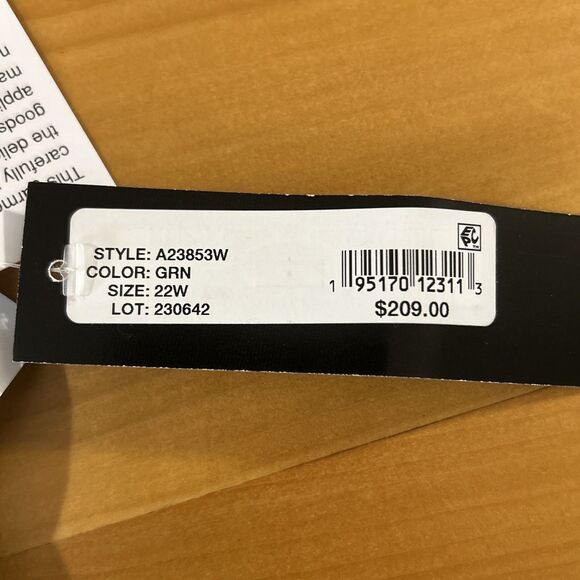 This
carefully
the deli
goods
appli
ma
n
STYLE: A23853W
COLOR: GRN
SIZE: 22W
LOT: 230642
EPC™
1 95170 12311 3
$209.00